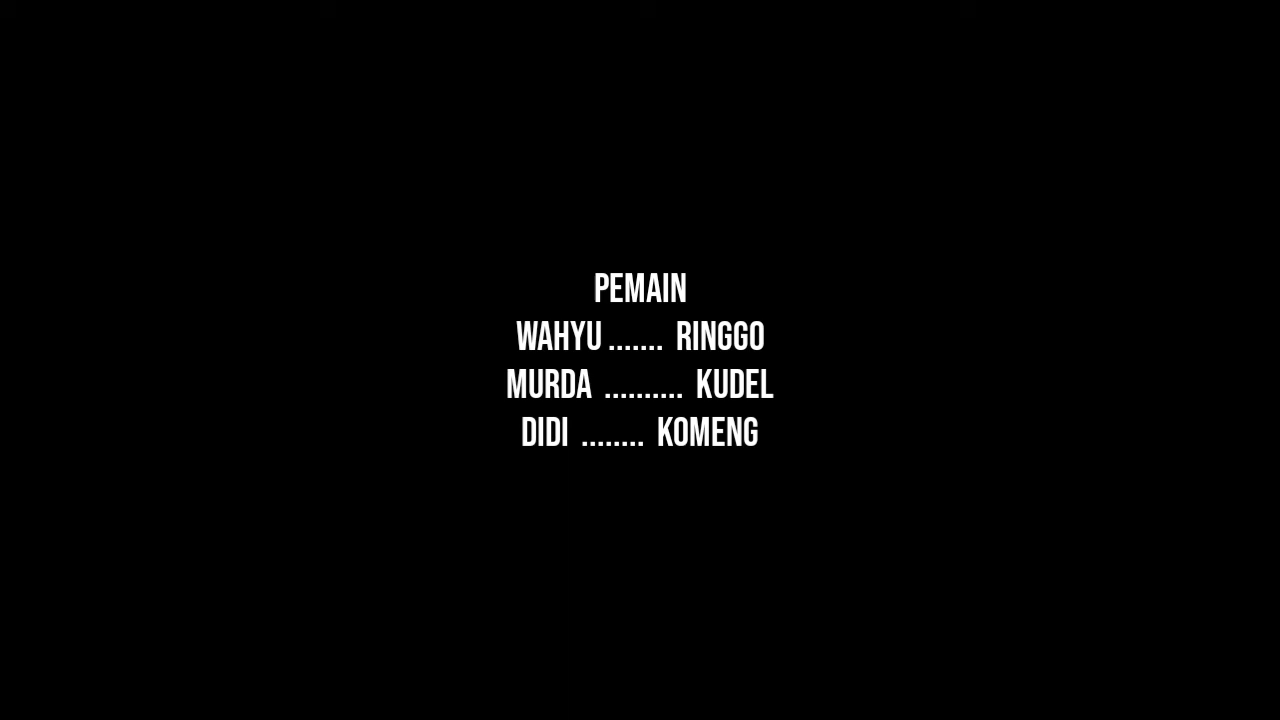 PEMAIN
WAHYU ....... RINGGO
MURDA .......... KUDEL
DIDI ........ KOMENG